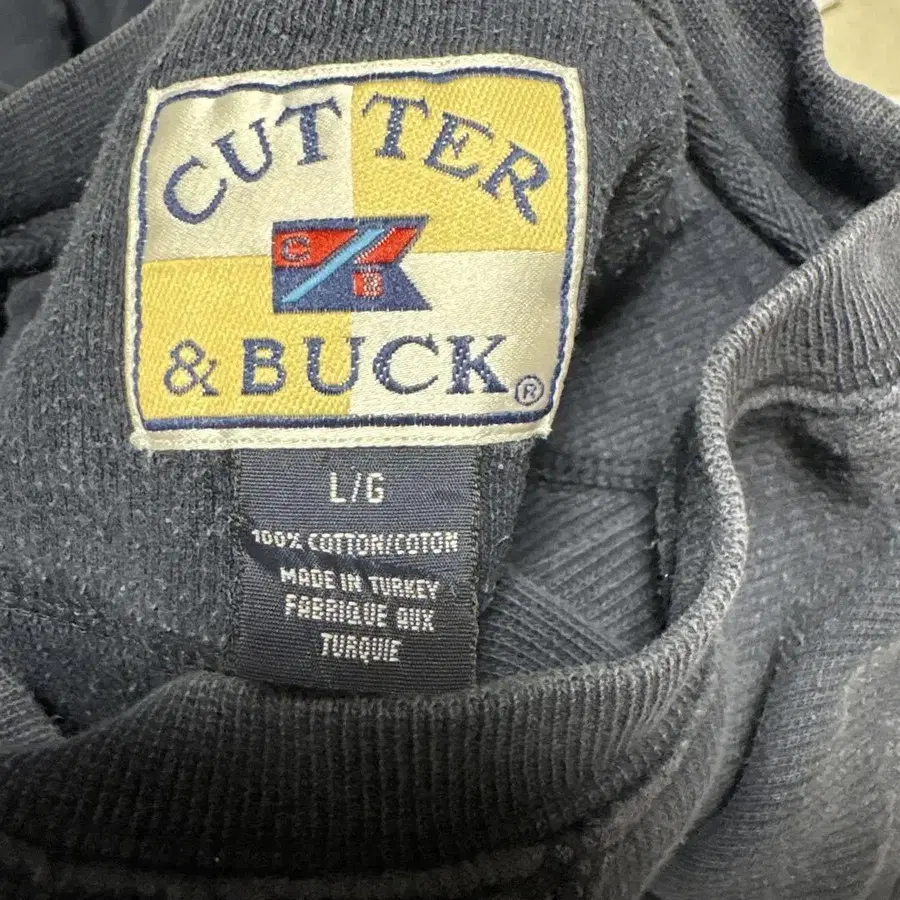 CUTTER
C
B
& BUCK®
L/G
100% COTTON/COTON
MADE IN TURKEY
FABRIQUE AUX
TURQUIE